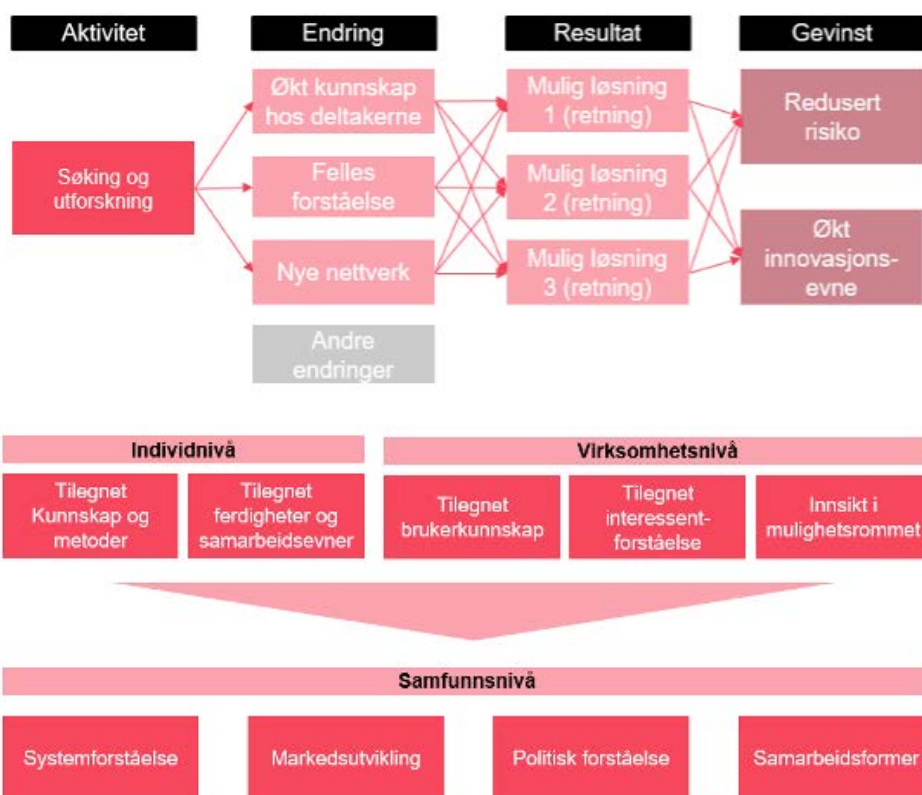 Aktivitet
Endring
Resultat
Gevinst
Søking og
utforskning
Økt kunnskap
hos deltakerne
Felles
forståelse
Nye nettverk
Andre
endringer
Mulig løsning
1 (retning)
Mulig løsning
2 (retning)
Mulig løsning
3 (retning)
Redusert
risiko
Økt
innovasjons-
evne
Individnivå
Virksomhetsnivå
Tilegnet
Kunnskap og
metoder
Tilegnet
ferdigheter og
samarbeidsevner
Tilegnet
brukerkunnskap
Tilegnet
interessent-
forståelse
Innsikt i
mulighetsrommet
Samfunnsnivå
Systemforståelse
Markedsutvikling
Politisk forståelse
Samarbeidsformer